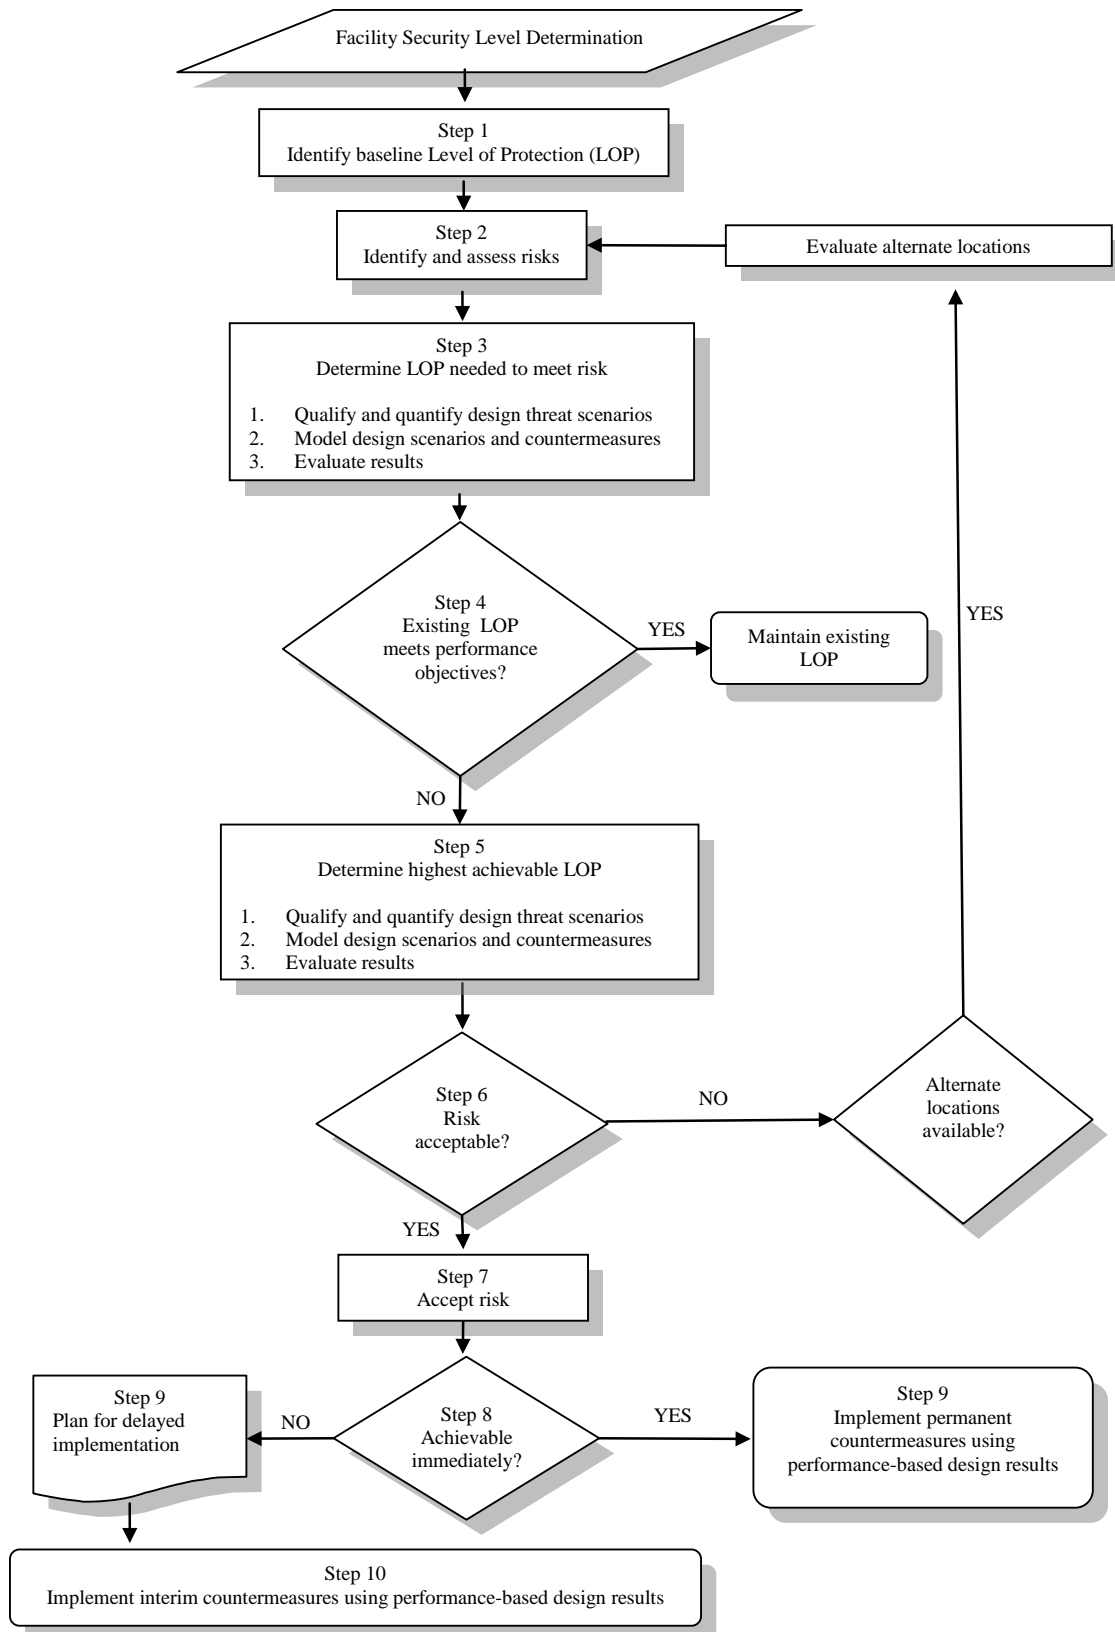 Facility Security Level Determination
Step 1
Identify baseline Level of Protection (LOP)
Step 2
Identify and assess risks
Evaluate alternate locations
Step 3
Determine LOP needed to meet risk
1. Qualify and quantify design threat scenarios
2. Model design scenarios and countermeasures
3. Evaluate results
Step 4
Existing LOP
meets performance
objectives?
YES
Maintain existing
LOP
YES
NO
Step 5
Determine highest achievable LOP
1. Qualify and quantify design threat scenarios
2. Model design scenarios and countermeasures
3. Evaluate results
Step 6
Risk
acceptable?
NO
Alternate
locations
available?
YES
Step 7
Accept risk
Step 9
Plan for delayed
implementation
NO
Step 8
Achievable
immediately?
YES
Step 9
Implement permanent
countermeasures using
performance-based design results
Step 10
Implement interim countermeasures using performance-based design results